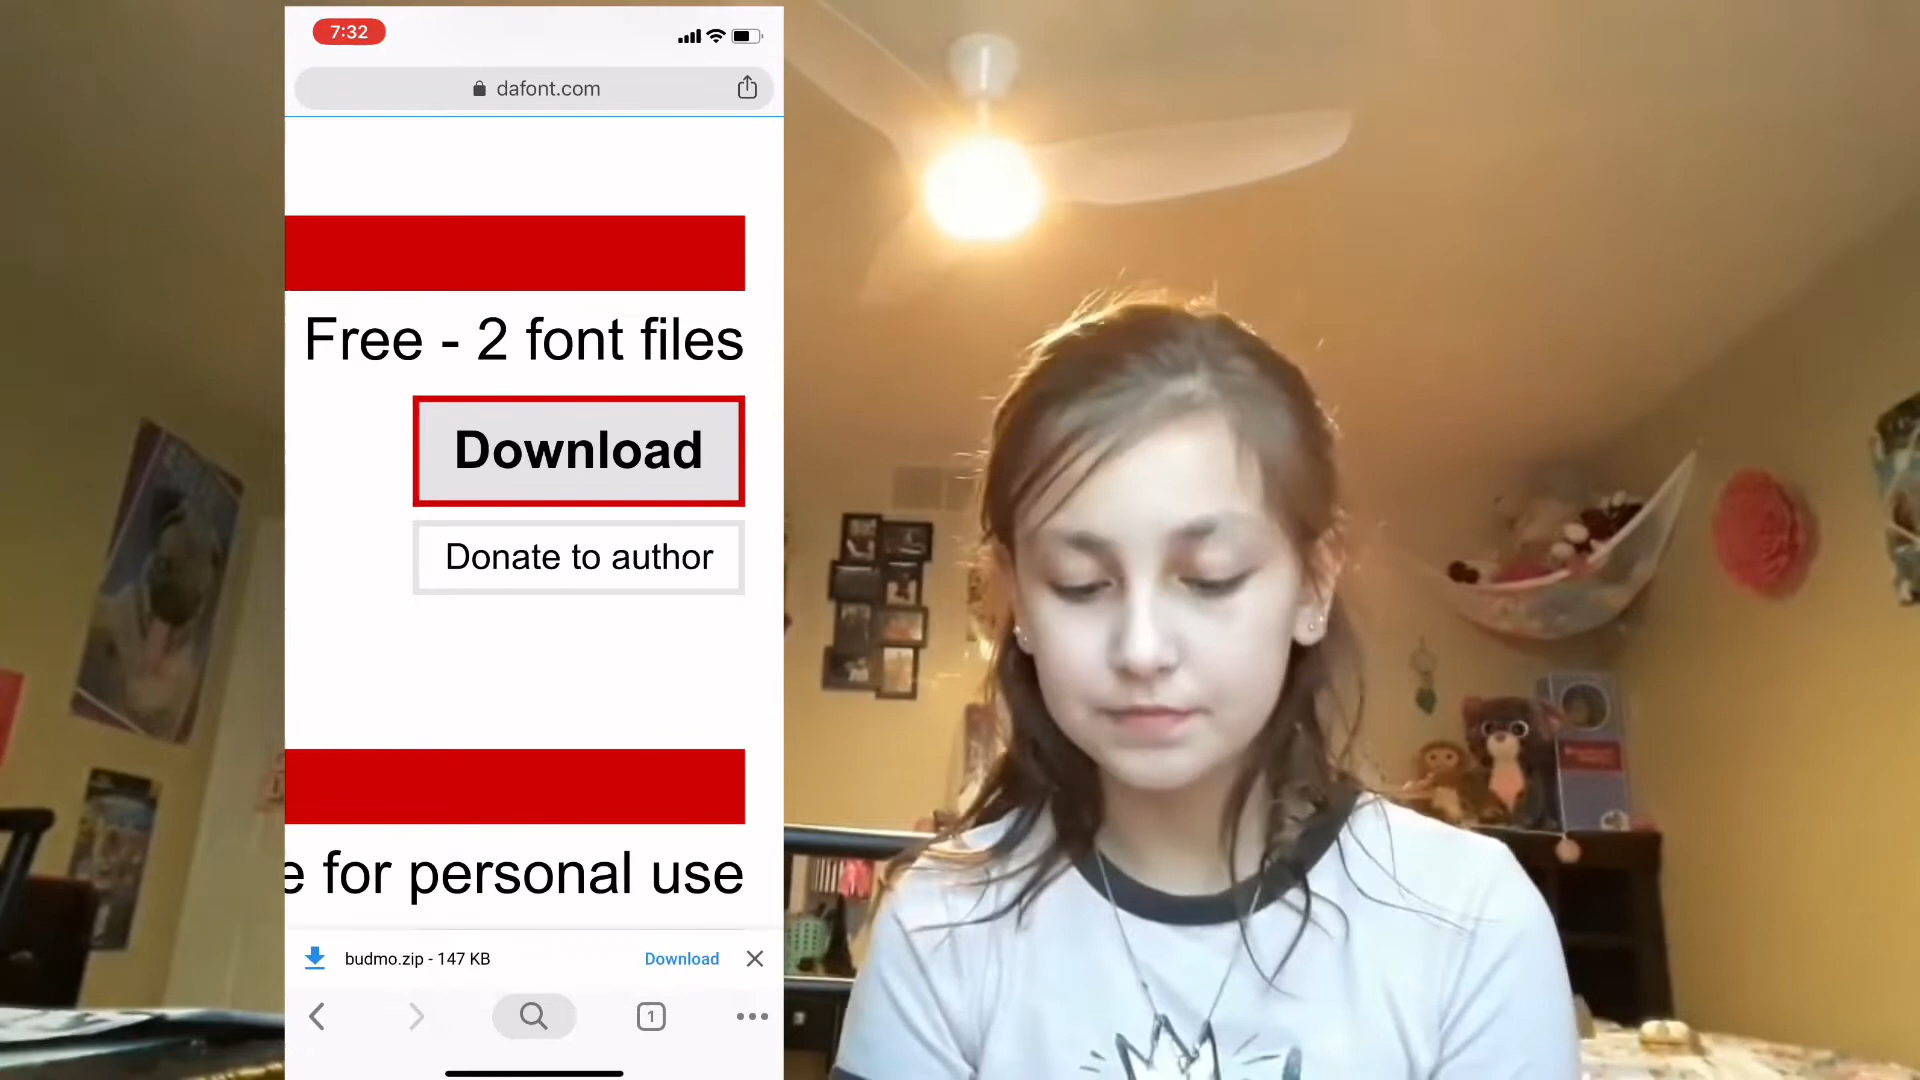 7:32
dafont.com
Free - 2 font files
Download
Donate to author
e for personal use
budmo.zip - 147 KB
Download
1